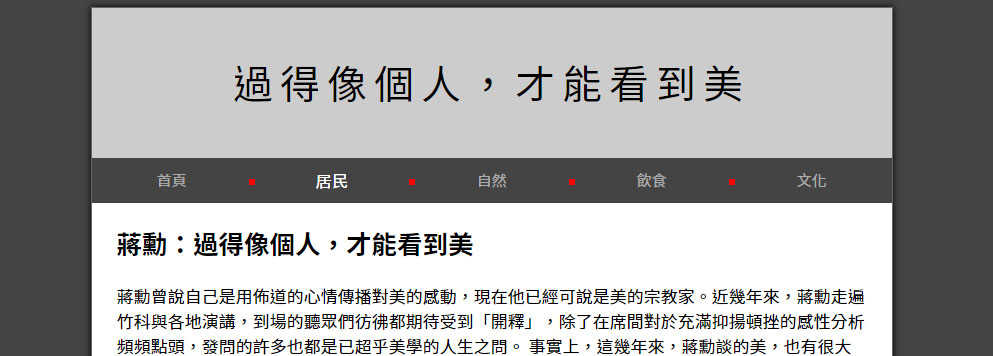 過得像個人，才能看到美
首頁 居民 自然 飲食 文化
蔣勳：過得像個人，才能看到美
蔣勳曾說自己是用佈道的心情傳播對美的感動，現在他已經可說是美的宗教家。近幾年來，蔣勳走遍
竹科與各地演講，到場的聽眾們彷彿都期待受到「開釋」，除了在席間對於充滿抑揚頓挫的感性分析
頻頻點頭，發問的許多也都是已超乎美學的人生之問。 事實上，這幾年來，蔣勳談的美，也有很大